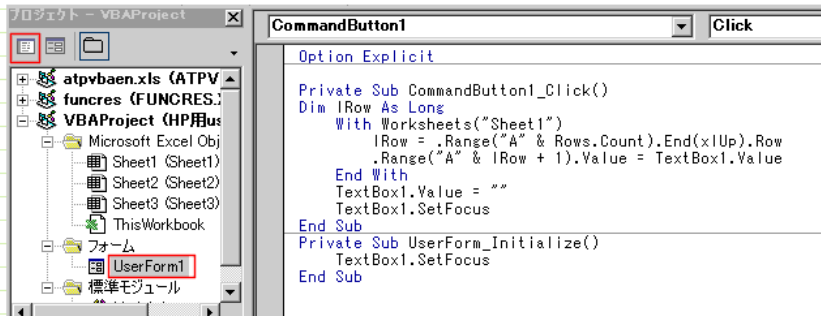 プロジェクト - VBAProject
atpvbaen.xls (ATPV
funcres (FUNCRES.
VBAProject (HP用us
Microsoft Excel Obj
Sheet1 (Sheet1)
Sheet2 (Sheet2)
Sheet3 (Sheet3)
ThisWorkbook
フォーム
UserForm1
標準モジュール
CommandButton1
Click
Option Explicit
Private Sub CommandButton1_Click()
Dim lRow As Long
With Worksheets("Sheet1")
lRow = .Range("A" & Rows.Count).End(xlUp).Row
.Range("A" & lRow + 1).Value = TextBox1.Value
End With
TextBox1.Value = ""
TextBox1.SetFocus
End Sub
Private Sub UserForm_Initialize()
TextBox1.SetFocus
End Sub